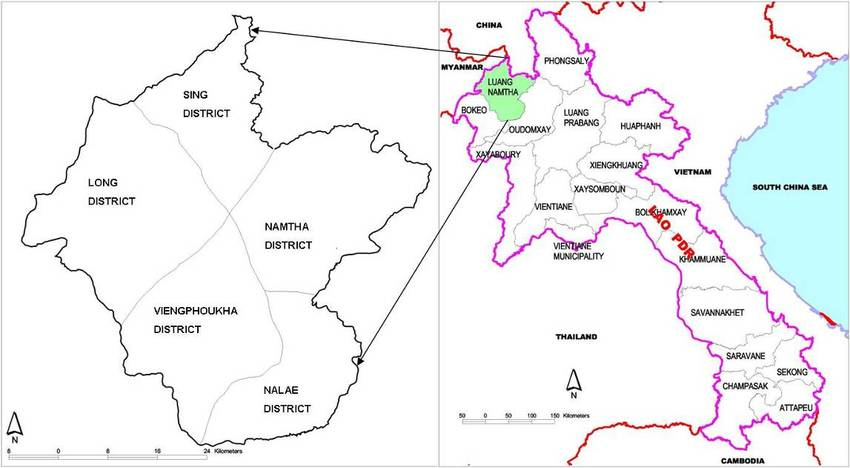 SING
DISTRICT
LONG
DISTRICT
NAMTHA
DISTRICT
VIENGPHOUKHA
DISTRICT
NALAE
DISTRICT
N
8 0 8 16 24 Kilometers
CHINA
MYANMAR
PHONGSALY
LUANG
NAMTHA
BOKEO
LUANG
PRABANG
OUDOMXAY
HUAPHANH
XAYABOURY
XIENGKHUANG
VIETNAM
SOUTH CHINA SEA
XAYSOMBOUN
VIENTIANE
BOLIKHAMXAY
LAO PDR
VIENTIANE
MUNICIPALITY
KHAMMUANE
SAVANNAKHET
THAILAND
SARAVANE
SEKONG
CHAMPASAK
ATTAPEU
N
50 0 50 100 150 Kilometers
CAMBODIA